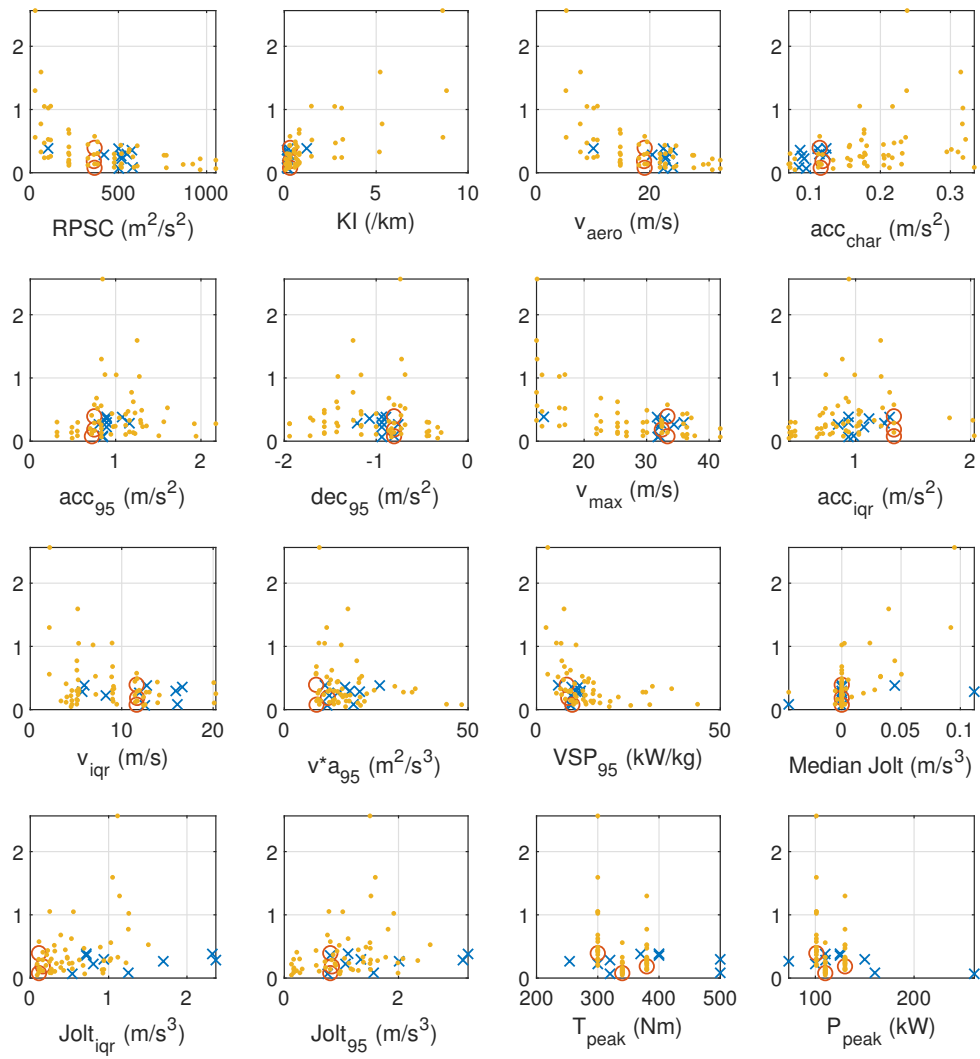 2
1
0
0 500 1000
RPSC (m²/s²)
2
1
0
0 5 10
KI (/km)
2
1
0
20
v_aero (m/s)
2
1
0
0.1 0.2 0.3
acc_char (m/s²)
2
1
0
0 1 2
acc_95 (m/s²)
2
1
0
-2 -1 0
dec_95 (m/s²)
2
1
0
20 30 40
v_max (m/s)
2
1
0
1 2
acc_iqr (m/s²)
2
1
0
0 10 20
v_iqr (m/s)
2
1
0
0 50
v*a_95 (m²/s³)
2
1
0
0 50
VSP_95 (kW/kg)
2
1
0
0 0.05 0.1
Median Jolt (m/s³)
2
1
0
0 1 2
Jolt_iqr (m/s³)
2
1
0
0 2
Jolt_95 (m/s³)
2
1
0
200 300 400 500
T_peak (Nm)
2
1
0
100 200
P_peak (kW)